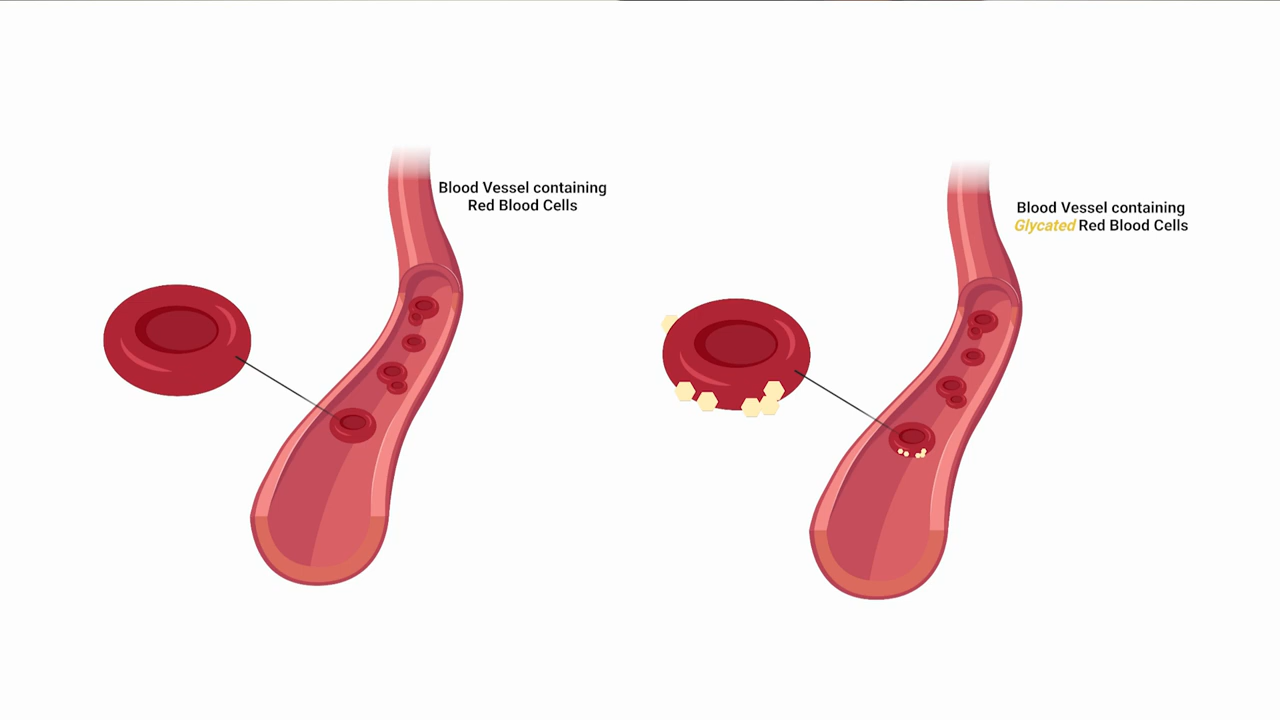 Blood Vessel containing
Red Blood Cells
Blood Vessel containing
Glycated Red Blood Cells